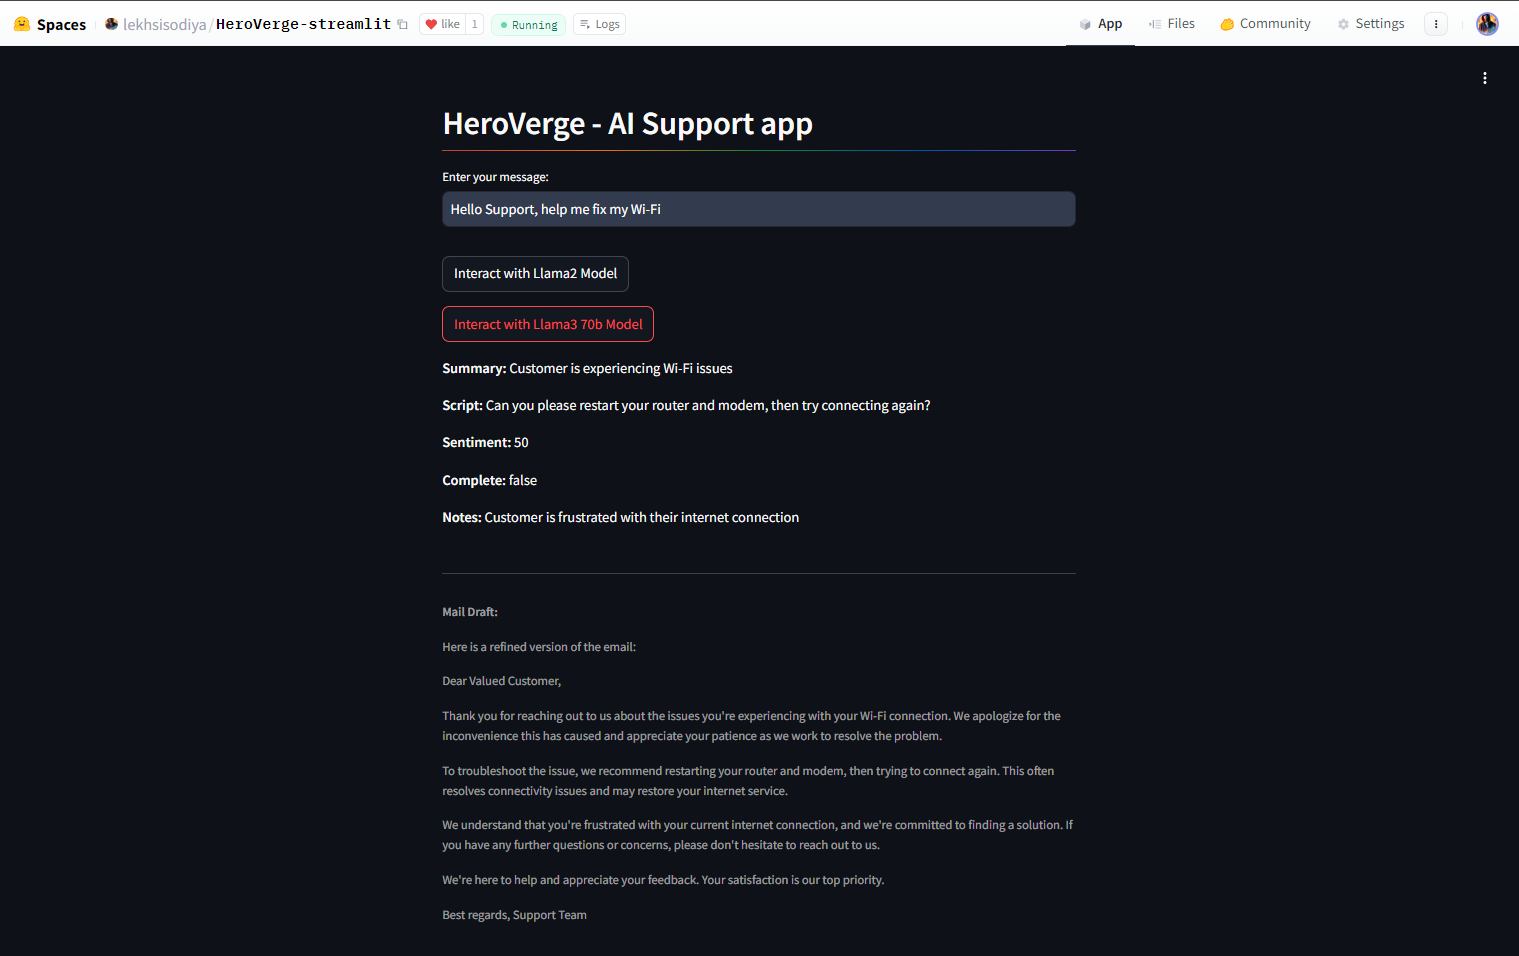 Spaces lekhsisodiya/HeroVerge-streamlit like 1 Running Logs App Files Community Settings
HeroVerge - AI Support app
Enter your message:
Hello Support, help me fix my Wi-Fi
Interact with Llama2 Model
Interact with Llama3 70b Model
Summary: Customer is experiencing Wi-Fi issues
Script: Can you please restart your router and modem, then try connecting again?
Sentiment: 50
Complete: false
Notes: Customer is frustrated with their internet connection
Mail Draft:
Here is a refined version of the email:
Dear Valued Customer,
Thank you for reaching out to us about the issues you're experiencing with your Wi-Fi connection. We apologize for the
inconvenience this has caused and appreciate your patience as we work to resolve the problem.
To troubleshoot the issue, we recommend restarting your router and modem, then trying to connect again. This often
resolves connectivity issues and may restore your internet service.
We understand that you're frustrated with your current internet connection, and we're committed to finding a solution. If
you have any further questions or concerns, please don't hesitate to reach out to us.
We're here to help and appreciate your feedback. Your satisfaction is our top priority.
Best regards, Support Team